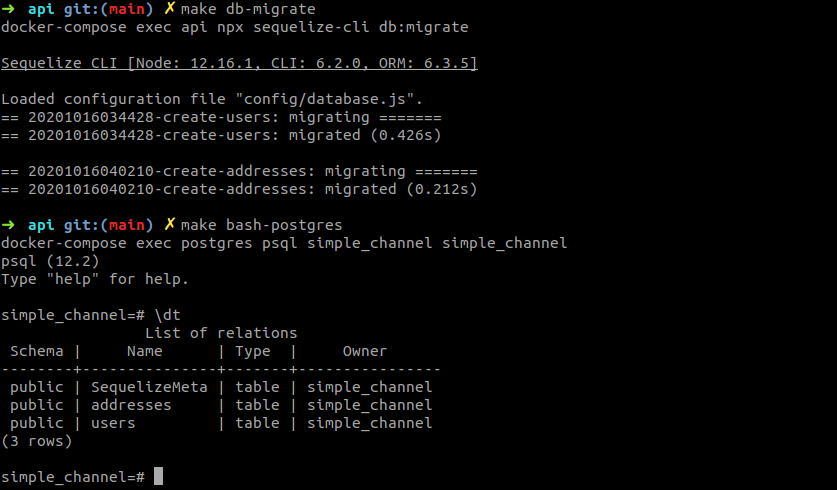 ➜ api git:(main) ✗ make db-migrate
docker-compose exec api npx sequelize-cli db:migrate
Sequelize CLI [Node: 12.16.1, CLI: 6.2.0, ORM: 6.3.5]
Loaded configuration file "config/database.js".
== 20201016034428-create-users: migrating =======
== 20201016034428-create-users: migrated (0.426s)
== 20201016040210-create-addresses: migrating =======
== 20201016040210-create-addresses: migrated (0.212s)
➜ api git:(main) ✗ make bash-postgres
docker-compose exec postgres psql simple_channel simple_channel
psql (12.2)
Type "help" for help.
simple_channel=# \dt
List of relations
Schema | Name | Type | Owner
--------+---------------+-------+----------------
public | SequelizeMeta | table | simple_channel
public | addresses | table | simple_channel
public | users | table | simple_channel
(3 rows)
simple_channel=#